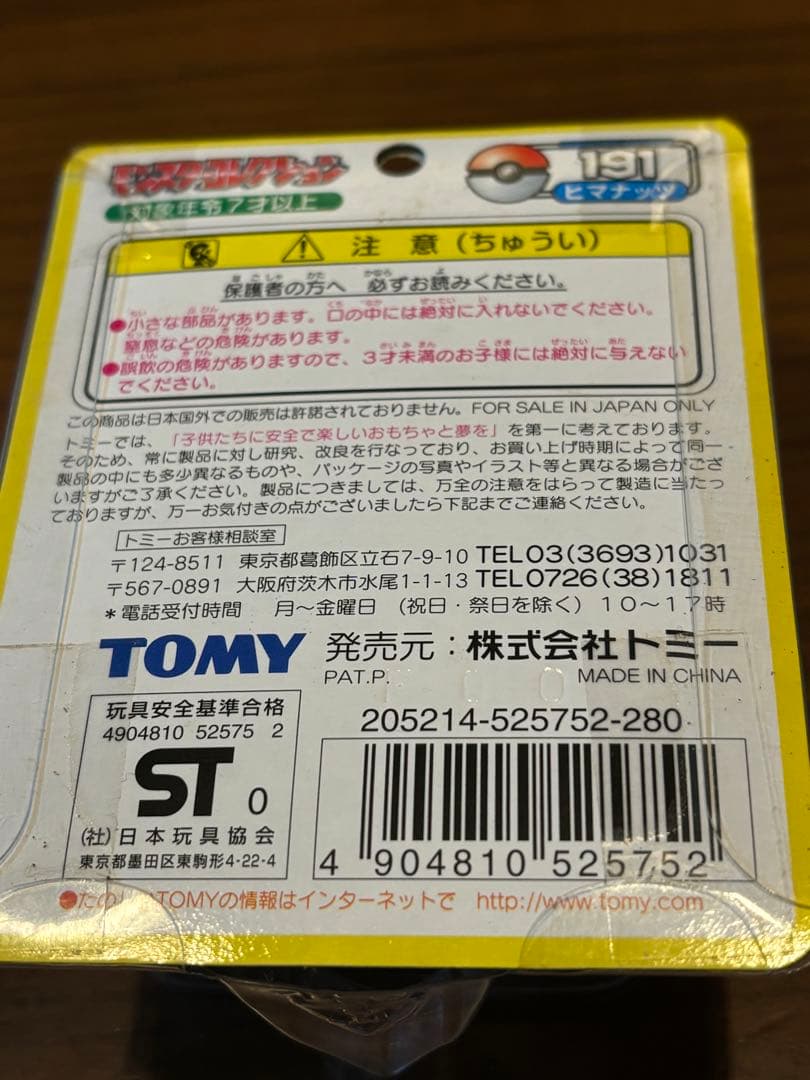 モンスターコレクション
対象年令7才以上
191
ヒマナッツ
注意(ちゅうい)
保護者の方へ 必ずお読みください。
●小さな部品があります。口の中には絶対に入れないでください。
窒息などの危険があります。
●誤飲の危険がありますので、3才未満のお子様には絶対に与えない
でください。
この商品は日本国外での販売は許諾されておりません。FOR SALE IN JAPAN ONLY
トミーでは、「子供たちに安全で楽しいおもちゃと夢を」を第一に考えております。
そのため、常に製品に対し研究、改良を行なっており、お買い上げ時期によって同一
製品の中にも多少異なるものや、パッケージの写真やイラスト等と異なる場合がござ
いますがご了承ください。製品につきましては、万全の注意をはらって製造に当たっ
ておりますが、万一お気付きの点がございましたら下記までご連絡ください。
トミーお客様相談室
〒124-8511 東京都葛飾区立石7-9-10 TEL03(3693)1031
〒567-0891 大阪府茨木市水尾1-1-13 TEL0726(38)1811
*電話受付時間 月〜金曜日 (祝日・祭日を除く) 10〜17時
TOMY 発売元:株式会社トミー
PAT.P. MADE IN CHINA
玩具安全基準合格
4904810 52575 2
ST 0
(社)日本玩具協会
東京都墨田区東駒形4-22-4
205214-525752-280
4 904810 525752
TOMYの情報はインターネットで http://www.tomy.com